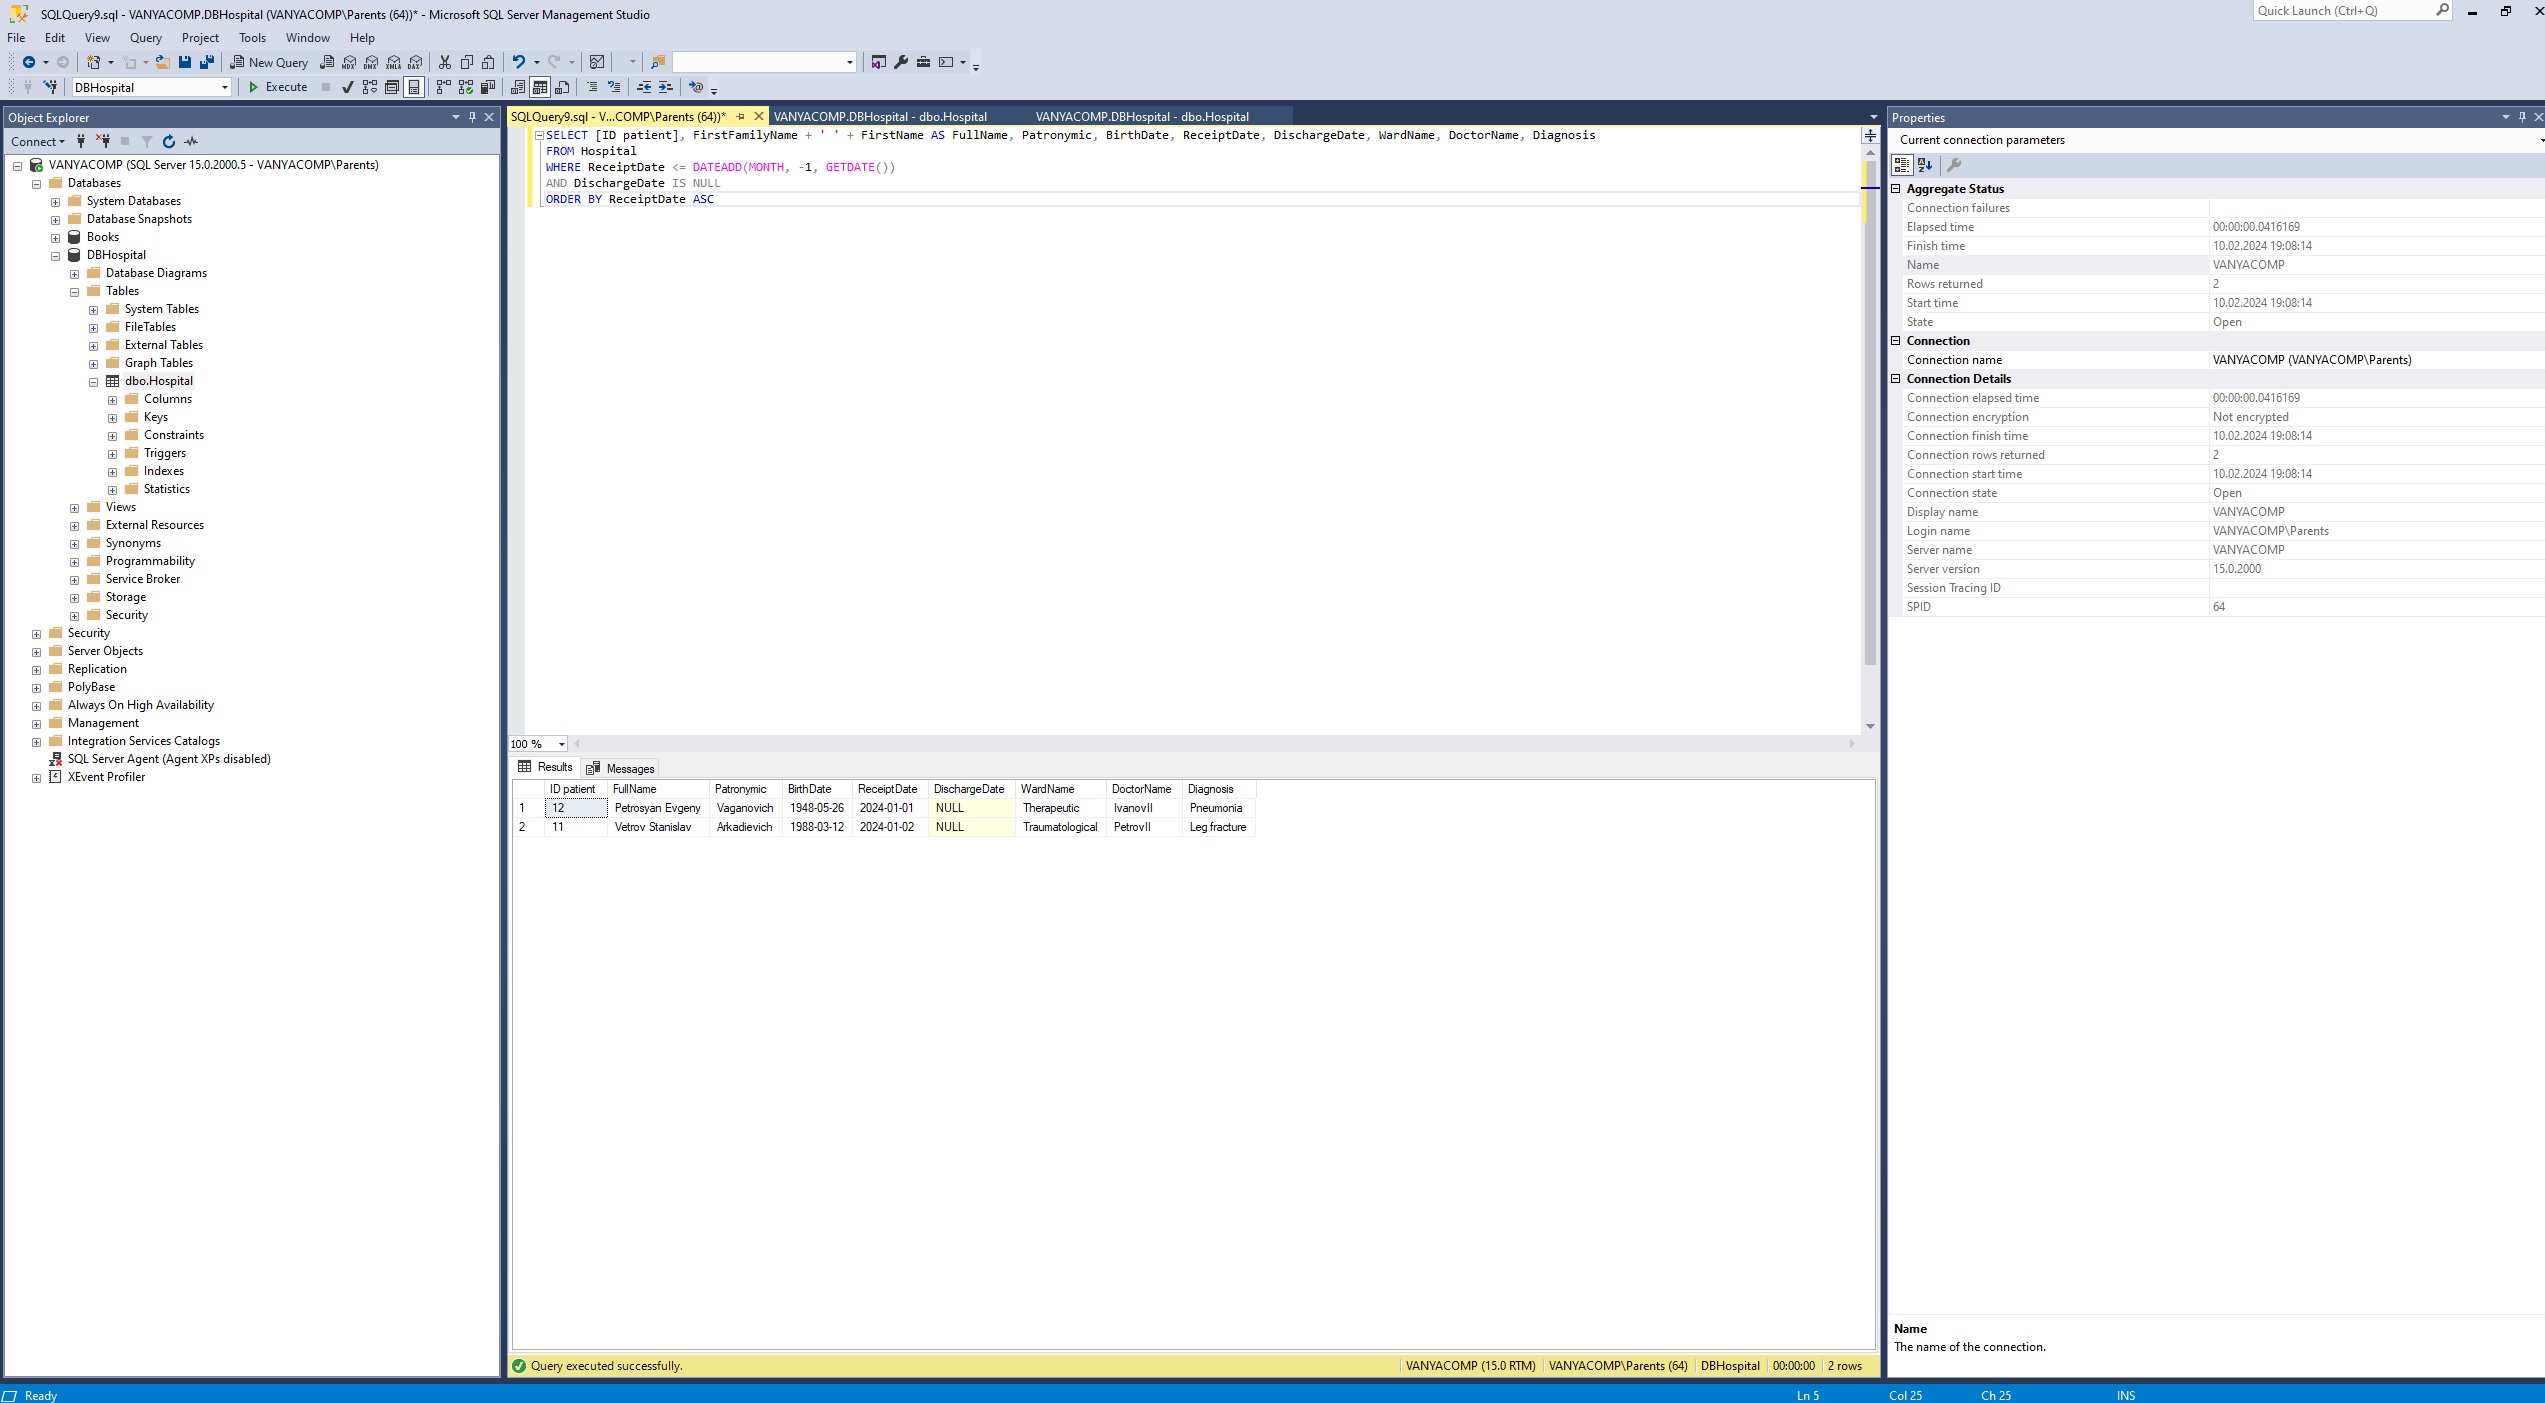 SQLQuery9.sql - VANYACOMP.DBHospital (VANYACOMP\Parents (64))* - Microsoft SQL Server Management Studio
Quick Launch (Ctrl+Q)
File Edit View Query Project Tools Window Help
New Query
DBHospital
Execute
Object Explorer
Connect
VANYACOMP (SQL Server 15.0.2000.5 - VANYACOMP\Parents)
Databases
System Databases
Database Snapshots
Books
DBHospital
Database Diagrams
Tables
System Tables
FileTables
External Tables
Graph Tables
dbo.Hospital
Columns
Keys
Constraints
Triggers
Indexes
Statistics
Views
External Resources
Synonyms
Programmability
Service Broker
Storage
Security
Security
Server Objects
Replication
PolyBase
Always On High Availability
Management
Integration Services Catalogs
SQL Server Agent (Agent XPs disabled)
XEvent Profiler
SQLQuery9.sql - V...COMP\Parents (64))* VANYACOMP.DBHospital - dbo.Hospital VANYACOMP.DBHospital - dbo.Hospital
SELECT [ID patient], FirstFamilyName + ' ' + FirstName AS FullName, Patronymic, BirthDate, ReceiptDate, DischargeDate, WardName, DoctorName, Diagnosis
FROM Hospital
WHERE ReceiptDate <= DATEADD(MONTH, -1, GETDATE())
AND DischargeDate IS NULL
ORDER BY ReceiptDate ASC
100 %
Results Messages
ID patient FullName Patronymic BirthDate ReceiptDate DischargeDate WardName DoctorName Diagnosis
1 12 Petrosyan Evgeny Vaganovich 1948-05-26 2024-01-01 NULL Therapeutic IvanovII Pneumonia
2 11 Vetrov Stanislav Arkadievich 1988-03-12 2024-01-02 NULL Traumatological PetrovII Leg fracture
Query executed successfully. VANYACOMP (15.0 RTM) VANYACOMP\Parents (64) DBHospital 00:00:00 2 rows
Properties
Current connection parameters
Aggregate Status
Connection failures
Elapsed time 00:00:00.0416169
Finish time 10.02.2024 19:08:14
Name VANYACOMP
Rows returned 2
Start time 10.02.2024 19:08:14
State Open
Connection
Connection name VANYACOMP (VANYACOMP\Parents)
Connection Details
Connection elapsed time 00:00:00.0416169
Connection encryption Not encrypted
Connection finish time 10.02.2024 19:08:14
Connection rows returned 2
Connection start time 10.02.2024 19:08:14
Connection state Open
Display name VANYACOMP
Login name VANYACOMP\Parents
Server name VANYACOMP
Server version 15.0.2000
Session Tracing ID
SPID 64
Name
The name of the connection.
Ready Ln 5 Col 25 Ch 25 INS